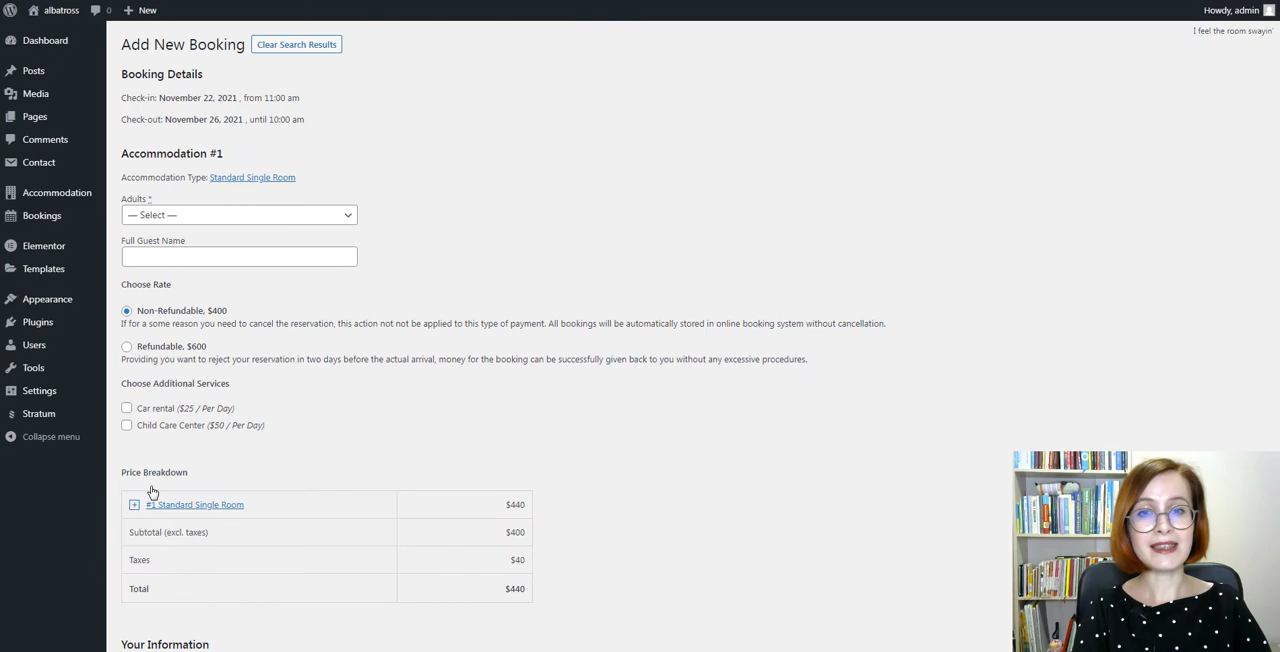 albatross 0 New Howdy, admin
I feel the room swayin'
Dashboard
Posts
Media
Pages
Comments
Contact
Accommodation
Bookings
Elementor
Templates
Appearance
Plugins
Users
Tools
Settings
Stratum
Collapse menu
Add New Booking Clear Search Results
Booking Details
Check-in: November 22, 2021 , from 11:00 am
Check-out: November 26, 2021 , until 10:00 am
Accommodation #1
Accommodation Type: Standard Single Room
Adults *
— Select —
Full Guest Name
Choose Rate
Non-Refundable, $400
If for a some reason you need to cancel the reservation, this action not not be applied to this type of payment. All bookings will be automatically stored in online booking system without cancellation.
Refundable, $600
Providing you want to reject your reservation in two days before the actual arrival, money for the booking can be successfully given back to you without any excessive procedures.
Choose Additional Services
Car rental ($25 / Per Day)
Child Care Center ($50 / Per Day)
Price Breakdown
+ #1 Standard Single Room $440
Subtotal (excl. taxes) $400
Taxes $40
Total $440
Your Information